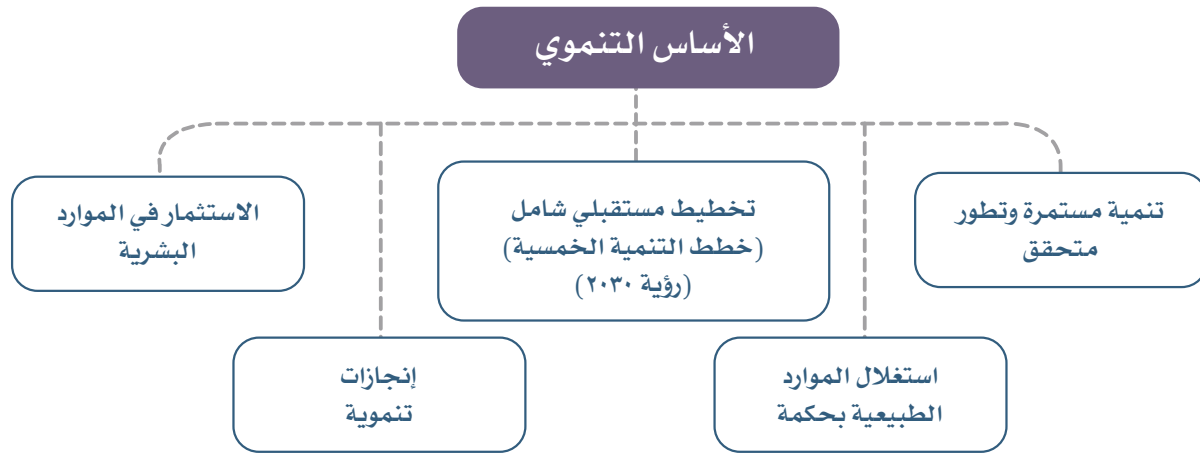 الأساس التنموي
تنمية مستمرة وتطور
متحقق
تخطيط مستقبلي شامل
(خطط التنمية الخمسية)
(رؤية ٢٠٣٠)
الاستثمار في الموارد
البشرية
استغلال الموارد
الطبيعية بحكمة
إنجازات
تنموية